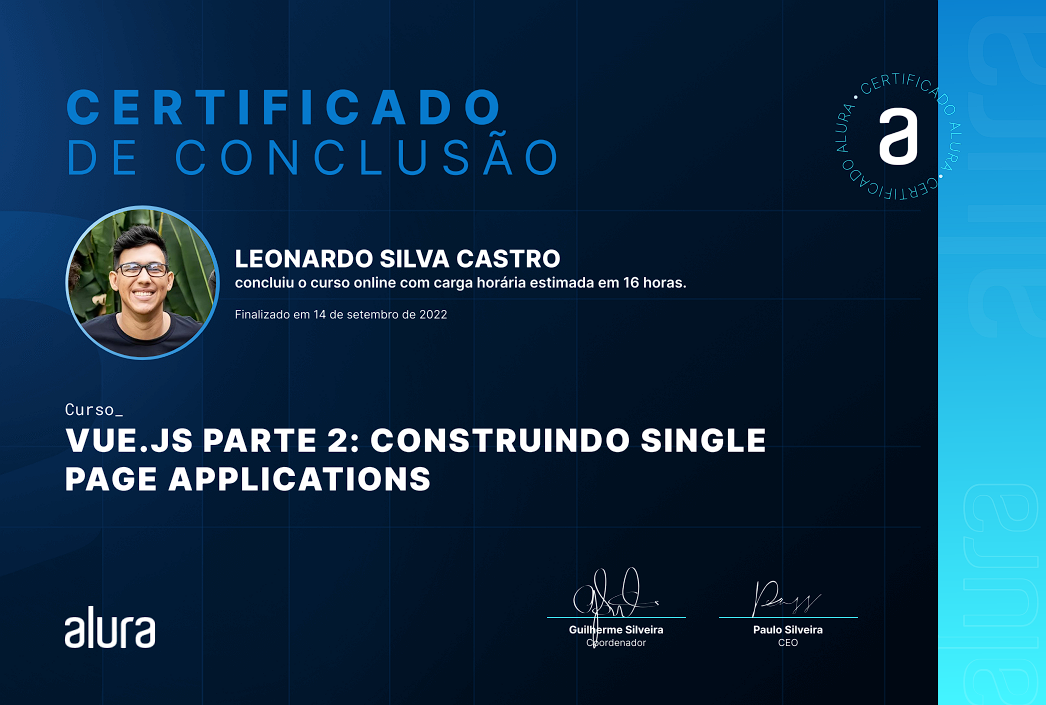 CERTIFICADO
DE CONCLUSÃO
CERTIFICADO ALURA • CERTIFICADO ALURA •
a
LEONARDO SILVA CASTRO
concluiu o curso online com carga horária estimada em 16 horas.
Finalizado em 14 de setembro de 2022
Curso_
VUE.JS PARTE 2: CONSTRUINDO SINGLE
PAGE APPLICATIONS
alura
Guilherme Silveira
Coordenador
Paulo Silveira
CEO
alura
alura